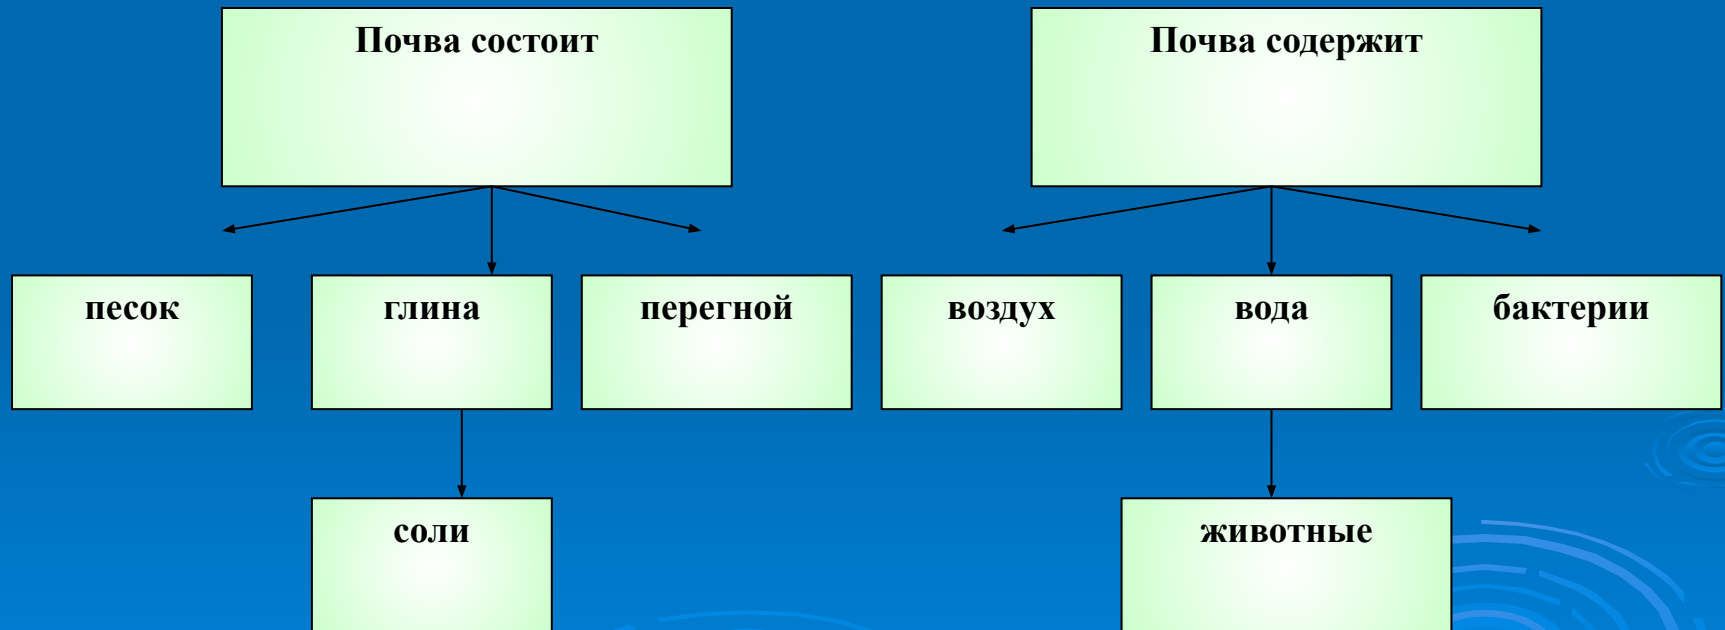 Почва состоит
Почва содержит
песок
глина
перегной
воздух
вода
бактерии
соли
животные